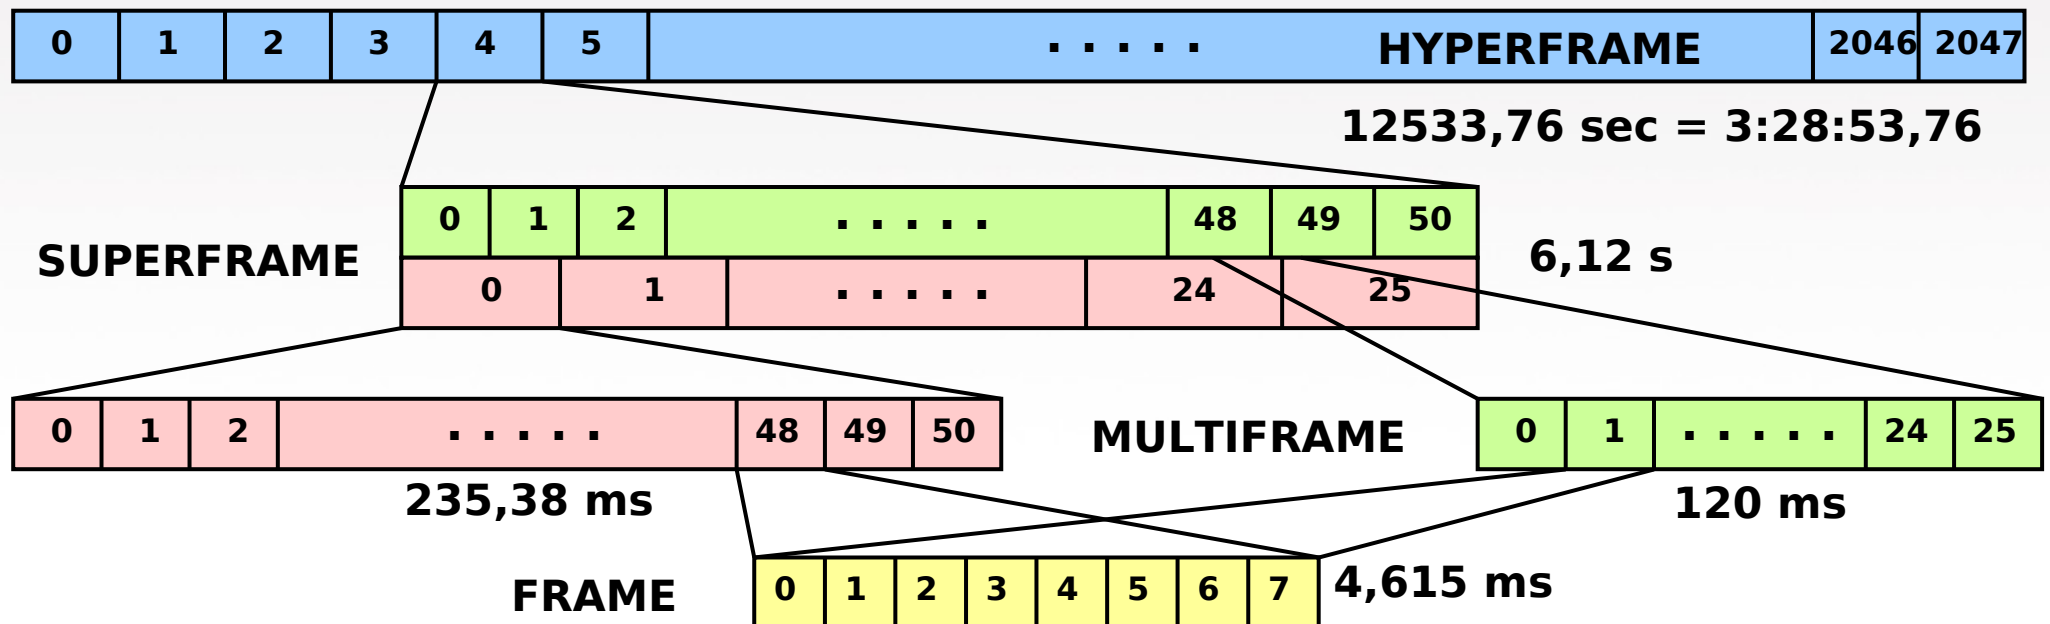 0 1 2 3 4 5 ..... HYPERFRAME 2046 2047
12533,76 sec = 3:28:53,76
0 1 2 ..... 48 49 50
SUPERFRAME 6,12 s
0 1 ..... 24 25
0 1 2 ..... 48 49 50 MULTIFRAME 0 1 ..... 24 25
235,38 ms 120 ms
FRAME 0 1 2 3 4 5 6 7 4,615 ms